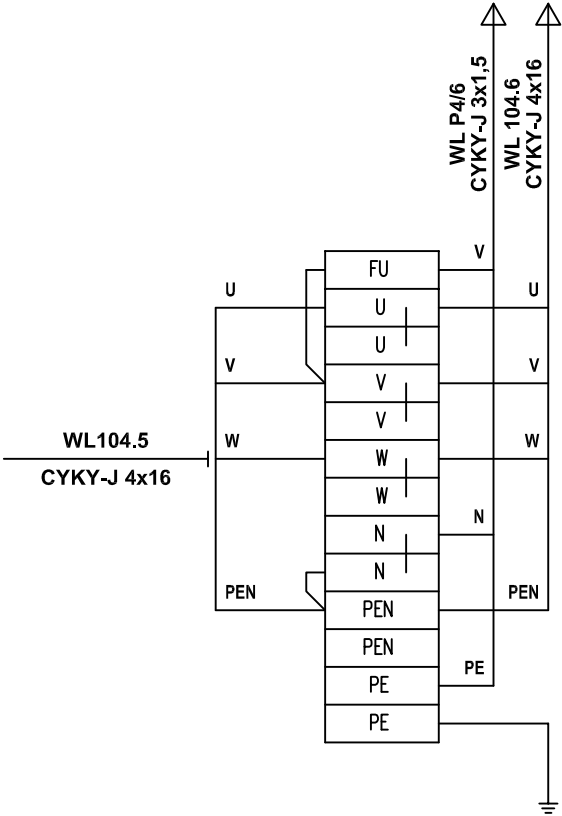 WL P4/6
CYKY-J 3x1,5
WL 104.6
CYKY-J 4x16
V
FU
U
U
U
U
V
V
V
V
WL104.5
CYKY-J 4x16
W
W
W
W
N
N
N
PEN
PEN
PEN
PEN
PE
PE
PE